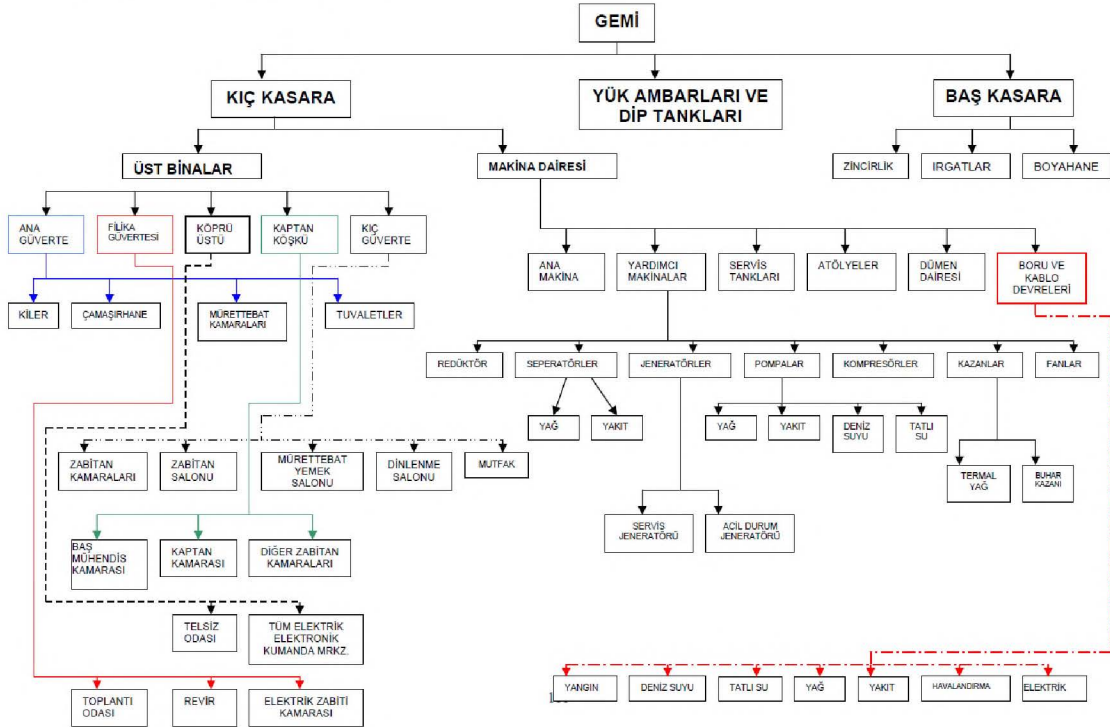 GEMİ
KIÇ KASARA
YÜK AMBARLARI VE
DİP TANKLARI
BAŞ KASARA
ÜST BİNALAR
MAKİNA DAİRESİ
ZİNCİRLİK
IRGATLAR
BOYAHANE
ANA
GÜVERTE
FİLİKA
GÜVERTESİ
KÖPRÜ
ÜSTÜ
KAPTAN
KÖŞKÜ
KIÇ
GÜVERTE
ANA
MAKİNA
YARDIMCI
MAKİNALAR
SERVİS
TANKLARI
ATÖLYELER
DÜMEN
DAİRESİ
BORU VE
KABLO
DEVRELERİ
KİLER
ÇAMAŞIRHANE
MÜRETTEBAT
KAMARALARI
TUVALETLER
REDÜKTÖR
SEPERATÖRLER
JENERATÖRLER
POMPALAR
KOMPRESÖRLER
KAZANLAR
FANLAR
YAĞ
YAKIT
YAĞ
YAKIT
DENİZ
SUYU
TATLI
SU
ZABİTAN
KAMARALARI
ZABİTAN
SALONU
MÜRETTEBAT
YEMEK
SALONU
DİNLENME
SALONU
MUTFAK
TERMAL
YAĞ
BUHAR
KAZANI
SERVİS
JENERATÖRÜ
ACİL DURUM
JENERATÖRÜ
BAŞ
MÜHENDİS
KAMARASI
KAPTAN
KAMARASI
DİĞER ZABİTAN
KAMARALARI
TELSİZ
ODASI
TÜM ELEKTRİK
ELEKTRONİK
KUMANDA MRKZ.
TOPLANTI
ODASI
REVİR
ELEKTRİK ZABİTİ
KAMARASI
YANGIN
DENİZ SUYU
TATLI SU
YAĞ
YAKIT
HAVALANDIRMA
ELEKTRİK